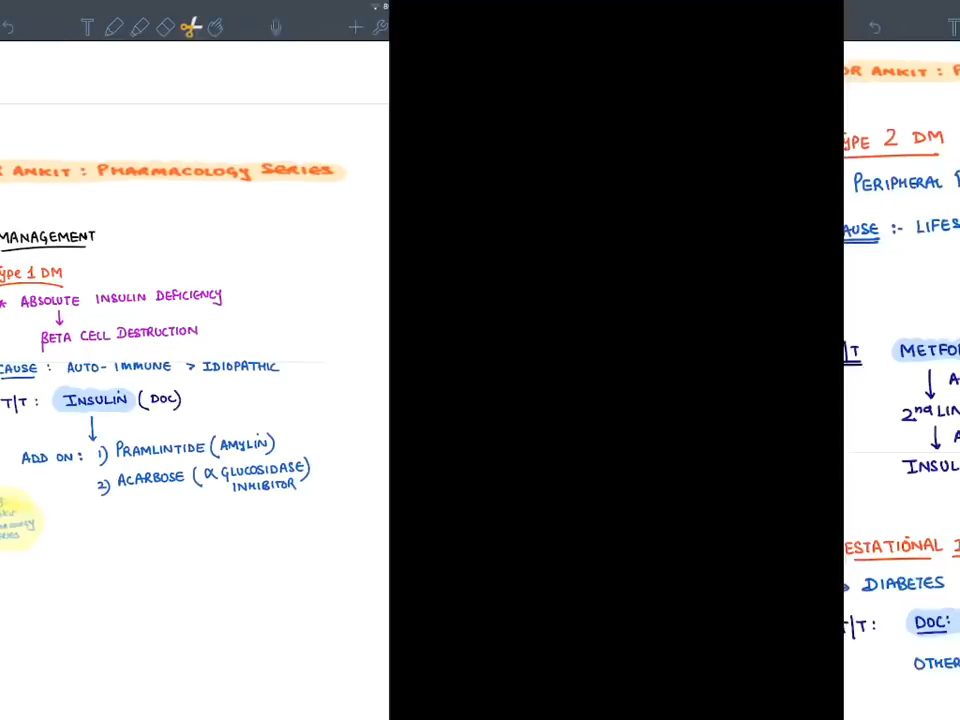 ANKIT : PHARMACOLOGY SERIES
MANAGEMENT
Type 1 DM
* ABSOLUTE INSULIN DEFICIENCY
↓
BETA CELL DESTRUCTION
CAUSE : AUTO-IMMUNE > IDIOPATHIC
T|T : INSULIN (DOC)
↓
ADD ON : 1) PRAMLINTIDE (AMYLIN)
2) ACARBOSE (α GLUCOSIDASE
INHIBITOR)
DR ANKIT :
TYPE 2 DM
PERIPHERAL
CAUSE :- LIFES
T|T METFO
↓ A
2nd LIN
↓ A
INSUL
ESTATIONAL
DIABETES
T|T : DOC:
OTHER